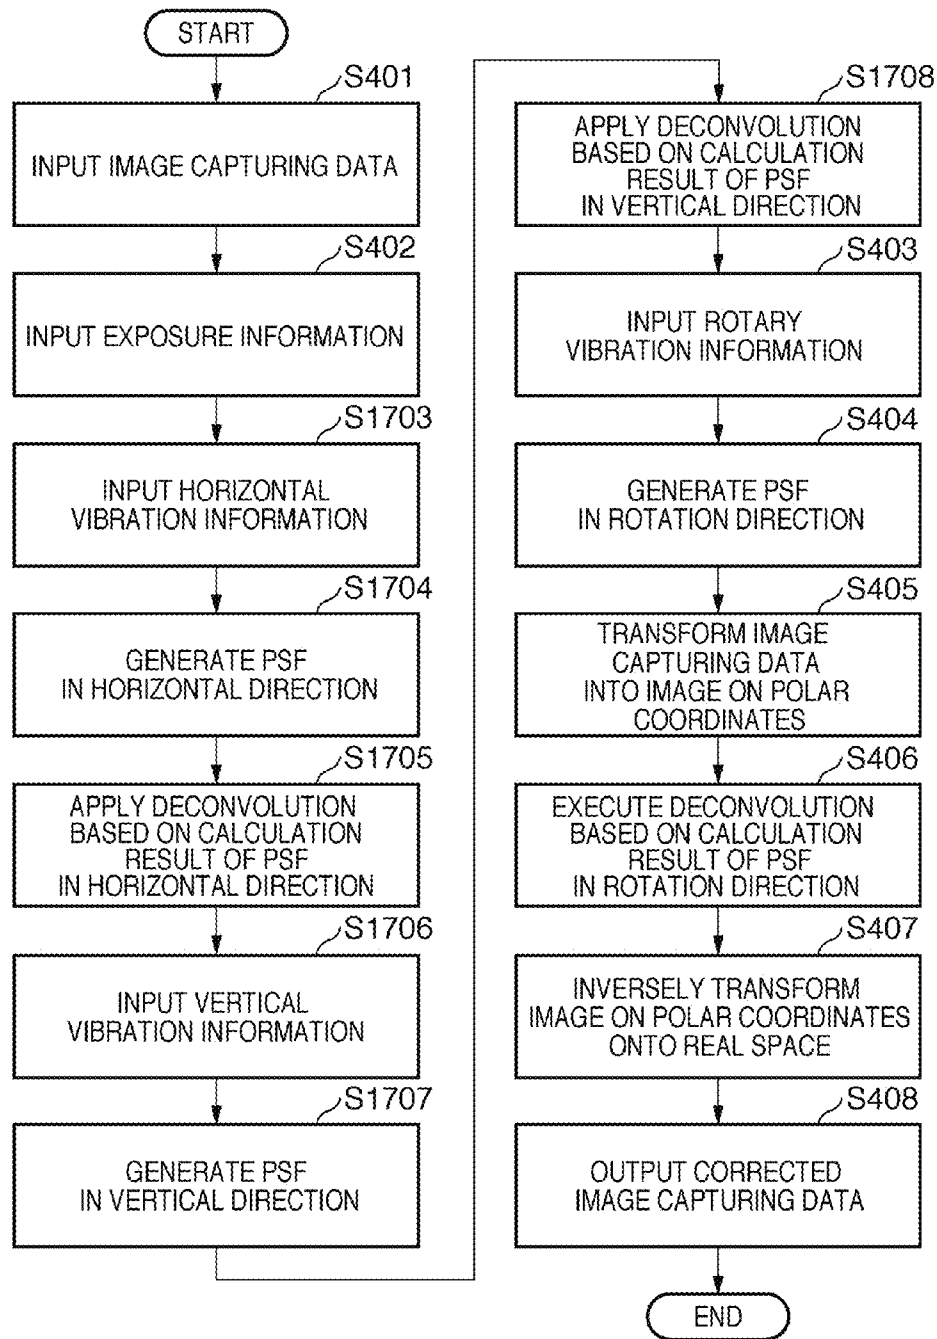 START
S401
INPUT IMAGE CAPTURING DATA
S402
INPUT EXPOSURE INFORMATION
S1703
INPUT HORIZONTAL
VIBRATION INFORMATION
S1704
GENERATE PSF
IN HORIZONTAL DIRECTION
S1705
APPLY DECONVOLUTION
BASED ON CALCULATION
RESULT OF PSF
IN HORIZONTAL DIRECTION
S1706
INPUT VERTICAL
VIBRATION INFORMATION
S1707
GENERATE PSF
IN VERTICAL DIRECTION
S1708
APPLY DECONVOLUTION
BASED ON CALCULATION
RESULT OF PSF
IN VERTICAL DIRECTION
S403
INPUT ROTARY
VIBRATION INFORMATION
S404
GENERATE PSF
IN ROTATION DIRECTION
S405
TRANSFORM IMAGE
CAPTURING DATA
INTO IMAGE ON POLAR
COORDINATES
S406
EXECUTE DECONVOLUTION
BASED ON CALCULATION
RESULT OF PSF
IN ROTATION DIRECTION
S407
INVERSELY TRANSFORM
IMAGE ON POLAR COORDINATES
ONTO REAL SPACE
S408
OUTPUT CORRECTED
IMAGE CAPTURING DATA
END